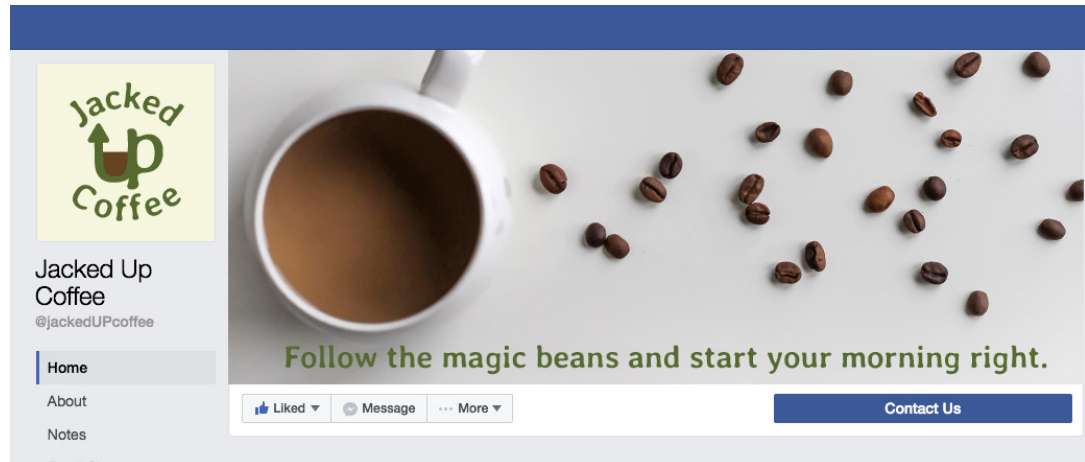 Jacked
Up
Coffee
Jacked Up
Coffee
@jackedUPcoffee
Home
About
Notes
Follow the magic beans and start your morning right.
Liked
Message
More
Contact Us